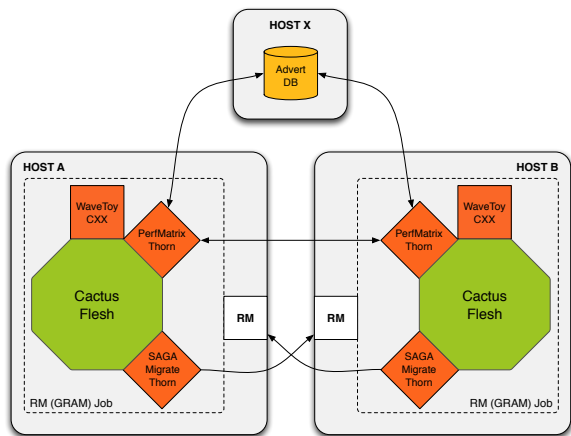 HOST X
Advert
DB
HOST A
WaveToy
CXX
PerfMatrix
Thorn
Cactus
Flesh
RM
SAGA
Migrate
Thorn
RM (GRAM) Job
HOST B
WaveToy
CXX
PerfMatrix
Thorn
Cactus
Flesh
RM
SAGA
Migrate
Thorn
RM (GRAM) Job